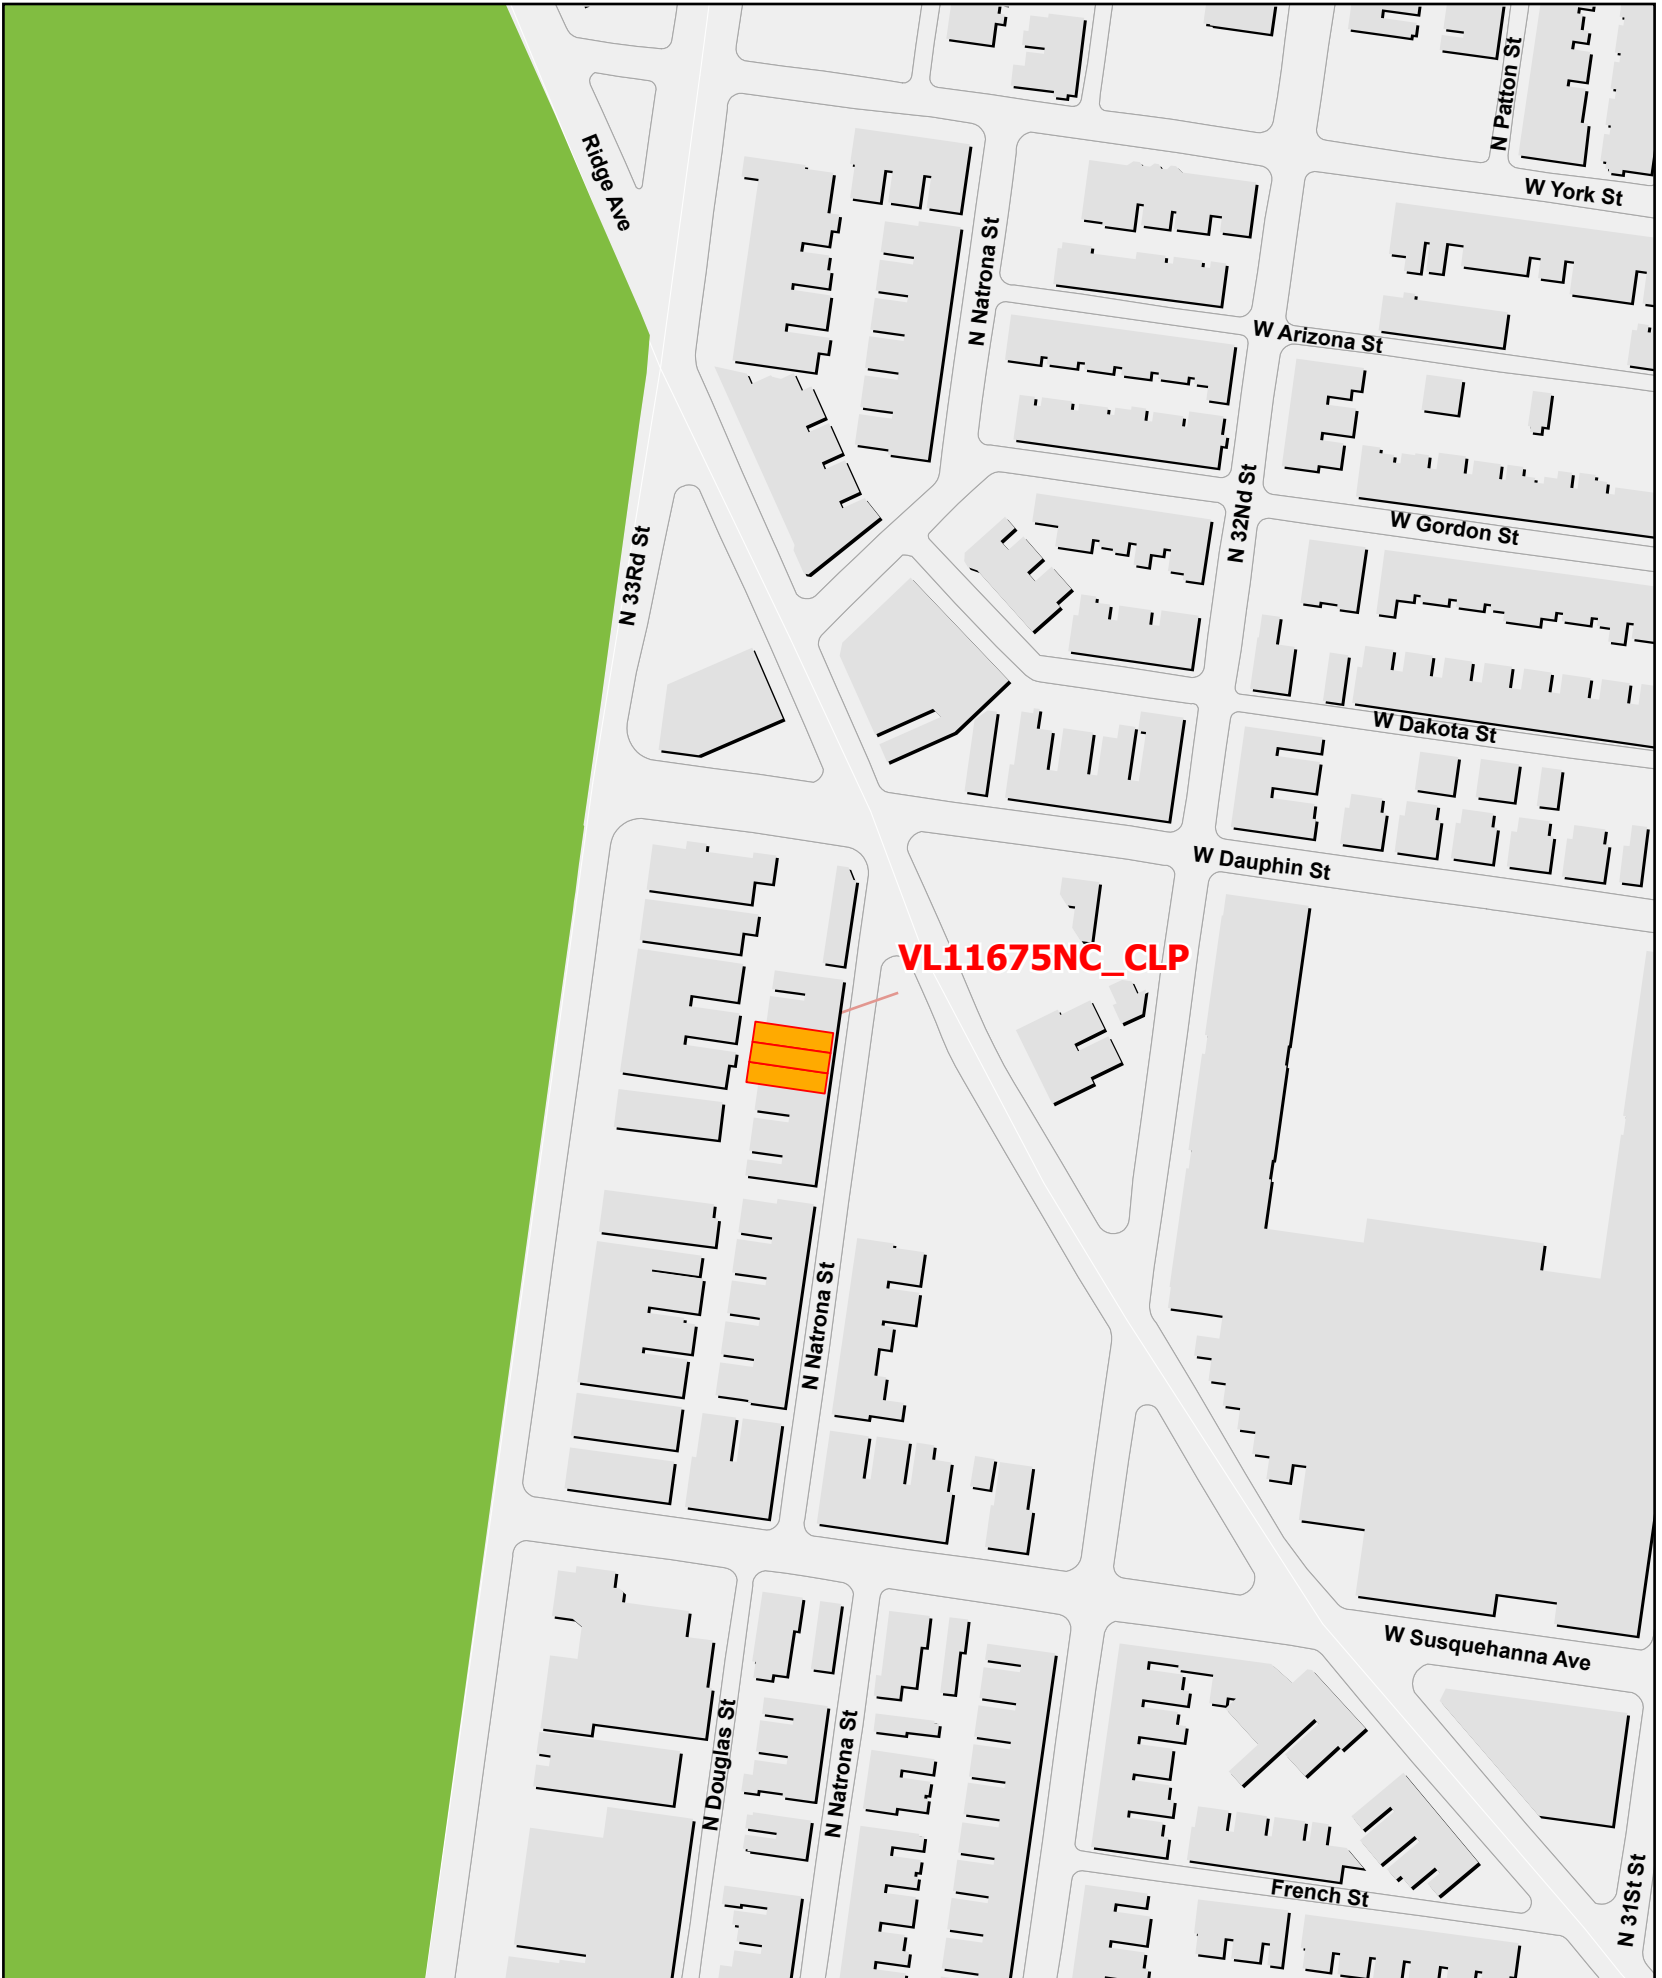 N Patton St
Ridge Ave
W York St
N Natrona St
W Arizona St
N 32Nd St
W Gordon St
N 33Rd St
W Dakota St
W Dauphin St
VL11675NC_CLP
N Natrona St
W Susquehanna Ave
N Douglas St
N Natrona St
French St
N 31St St